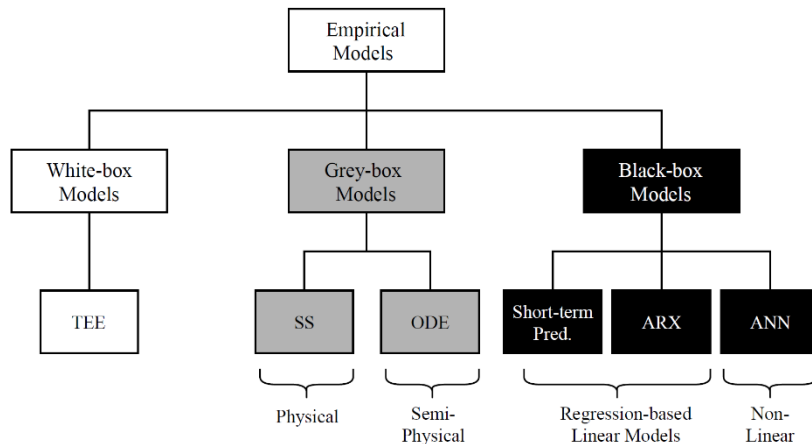 Empirical
Models
White-box
Models
Grey-box
Models
Black-box
Models
TEE
SS
ODE
Short-term
Pred.
ARX
ANN
Physical
Semi-
Physical
Regression-based
Linear Models
Non-
Linear